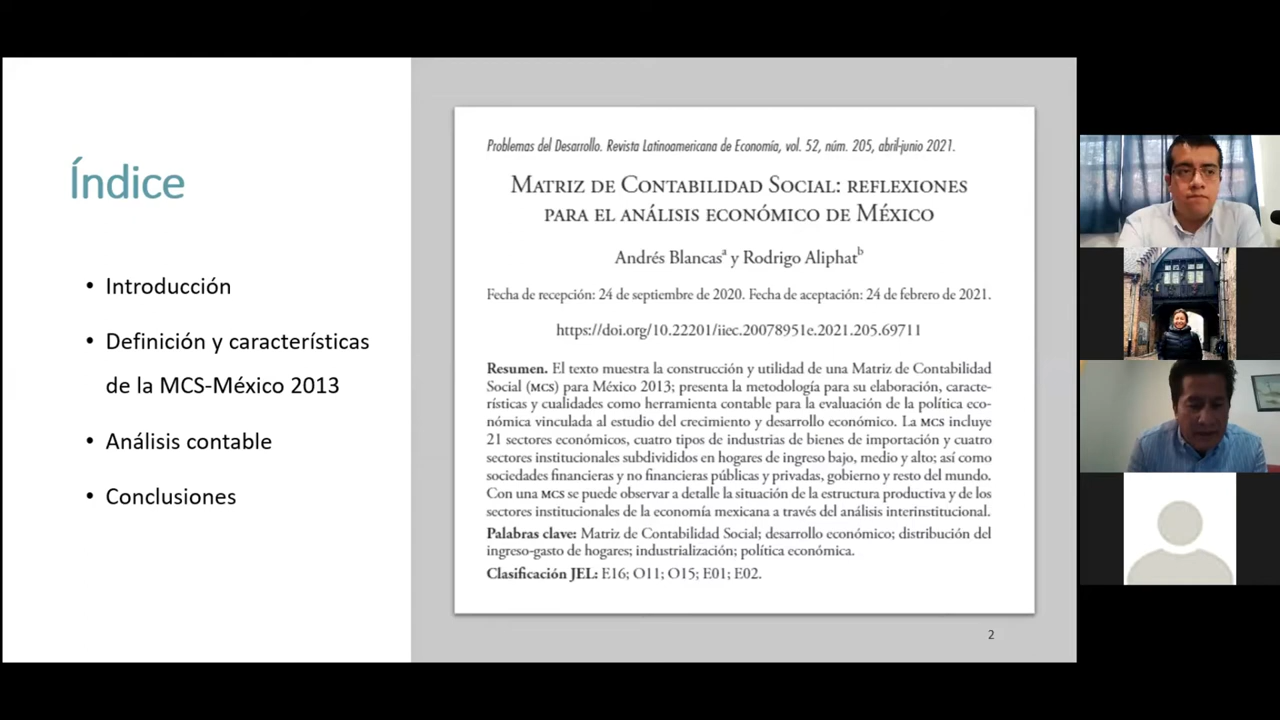 Índice
• Introducción
• Definición y características
de la MCS-México 2013
• Análisis contable
• Conclusiones
Problemas del Desarrollo. Revista Latinoamericana de Economía, vol. 52, núm. 205, abril-junio 2021.
MATRIZ DE CONTABILIDAD SOCIAL: REFLEXIONES
PARA EL ANÁLISIS ECONÓMICO DE MÉXICO
Andrés Blancasª y Rodrigo Aliphatᵇ
Fecha de recepción: 24 de septiembre de 2020. Fecha de aceptación: 24 de febrero de 2021.
https://doi.org/10.22201/iiec.20078951e.2021.205.69711
Resumen. El texto muestra la construcción y utilidad de una Matriz de Contabilidad
Social (MCS) para México 2013; presenta la metodología para su elaboración, caracte-
rísticas y cualidades como herramienta contable para la evaluación de la política eco-
nómica vinculada al estudio del crecimiento y desarrollo económico. La MCS incluye
21 sectores económicos, cuatro tipos de industrias de bienes de importación y cuatro
sectores institucionales subdivididos en hogares de ingreso bajo, medio y alto; así como
sociedades financieras y no financieras públicas y privadas, gobierno y resto del mundo.
Con una MCS se puede observar a detalle la situación de la estructura productiva y de los
sectores institucionales de la economía mexicana a través del análisis interinstitucional.
Palabras clave: Matriz de Contabilidad Social; desarrollo económico; distribución del
ingreso-gasto de hogares; industrialización; política económica.
Clasificación JEL: E16; O11; O15; E01; E02.
2